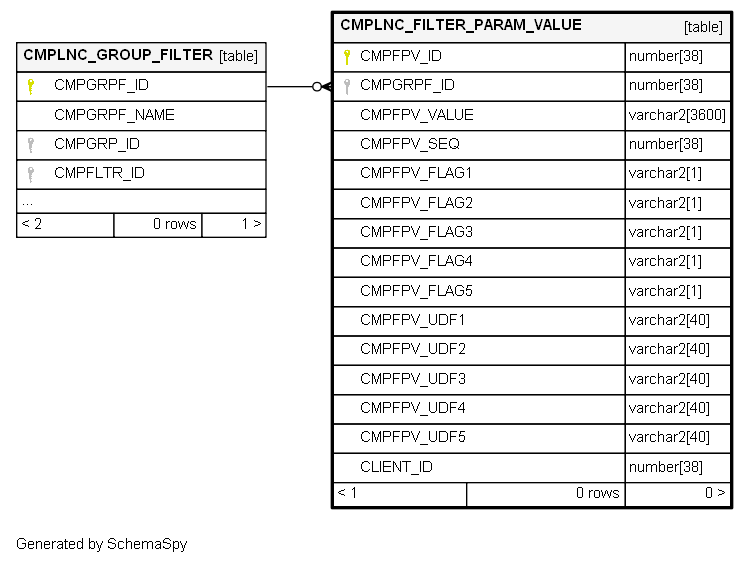 CMPLNC_GROUP_FILTER [table]
CMPGRPF_ID
CMPGRPF_NAME
CMPGRP_ID
CMPFLTR_ID
...
< 2 0 rows 1 >
CMPLNC_FILTER_PARAM_VALUE [table]
CMPFPV_ID number[38]
CMPGRPF_ID number[38]
CMPFPV_VALUE varchar2[3600]
CMPFPV_SEQ number[38]
CMPFPV_FLAG1 varchar2[1]
CMPFPV_FLAG2 varchar2[1]
CMPFPV_FLAG3 varchar2[1]
CMPFPV_FLAG4 varchar2[1]
CMPFPV_FLAG5 varchar2[1]
CMPFPV_UDF1 varchar2[40]
CMPFPV_UDF2 varchar2[40]
CMPFPV_UDF3 varchar2[40]
CMPFPV_UDF4 varchar2[40]
CMPFPV_UDF5 varchar2[40]
CLIENT_ID number[38]
< 1 0 rows 0 >
Generated by SchemaSpy